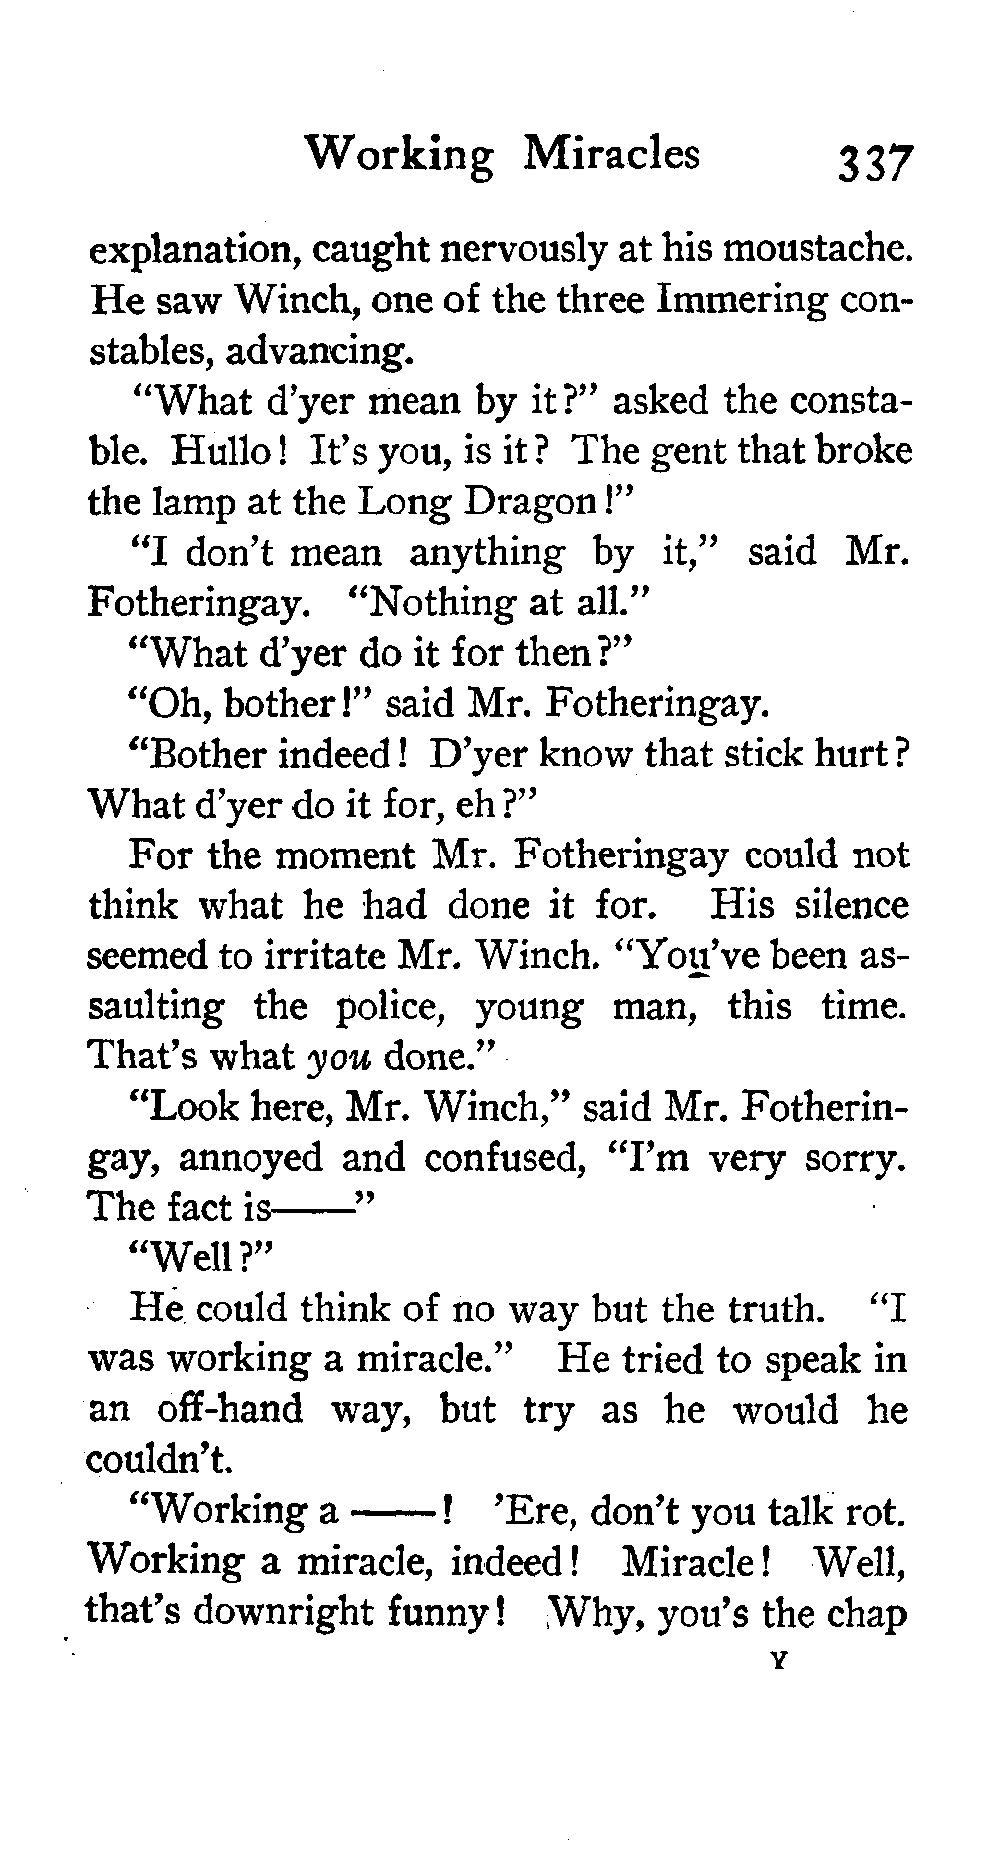 Working Miracles 337
explanation, caught nervously at his moustache.
He saw Winch, one of the three Immering con-
stables, advancing.
“What d’yer mean by it?” asked the consta-
ble. Hullo! It’s you, is it? The gent that broke
the lamp at the Long Dragon!”
“I don’t mean anything by it,” said Mr.
Fotheringay. “Nothing at all.”
“What d’yer do it for then?”
“Oh, bother!” said Mr. Fotheringay.
“Bother indeed! D’yer know that stick hurt?
What d’yer do it for, eh?”
For the moment Mr. Fotheringay could not
think what he had done it for. His silence
seemed to irritate Mr. Winch. “You’ve been as-
saulting the police, young man, this time.
That’s what you done.”
“Look here, Mr. Winch,” said Mr. Fotherin-
gay, annoyed and confused, “I’m very sorry.
The fact is——”
“Well?”
He could think of no way but the truth. “I
was working a miracle.” He tried to speak in
an off-hand way, but try as he would he
couldn’t.
“Working a ——! ’Ere, don’t you talk rot.
Working a miracle, indeed! Miracle! Well,
that’s downright funny! Why, you’s the chap
Y